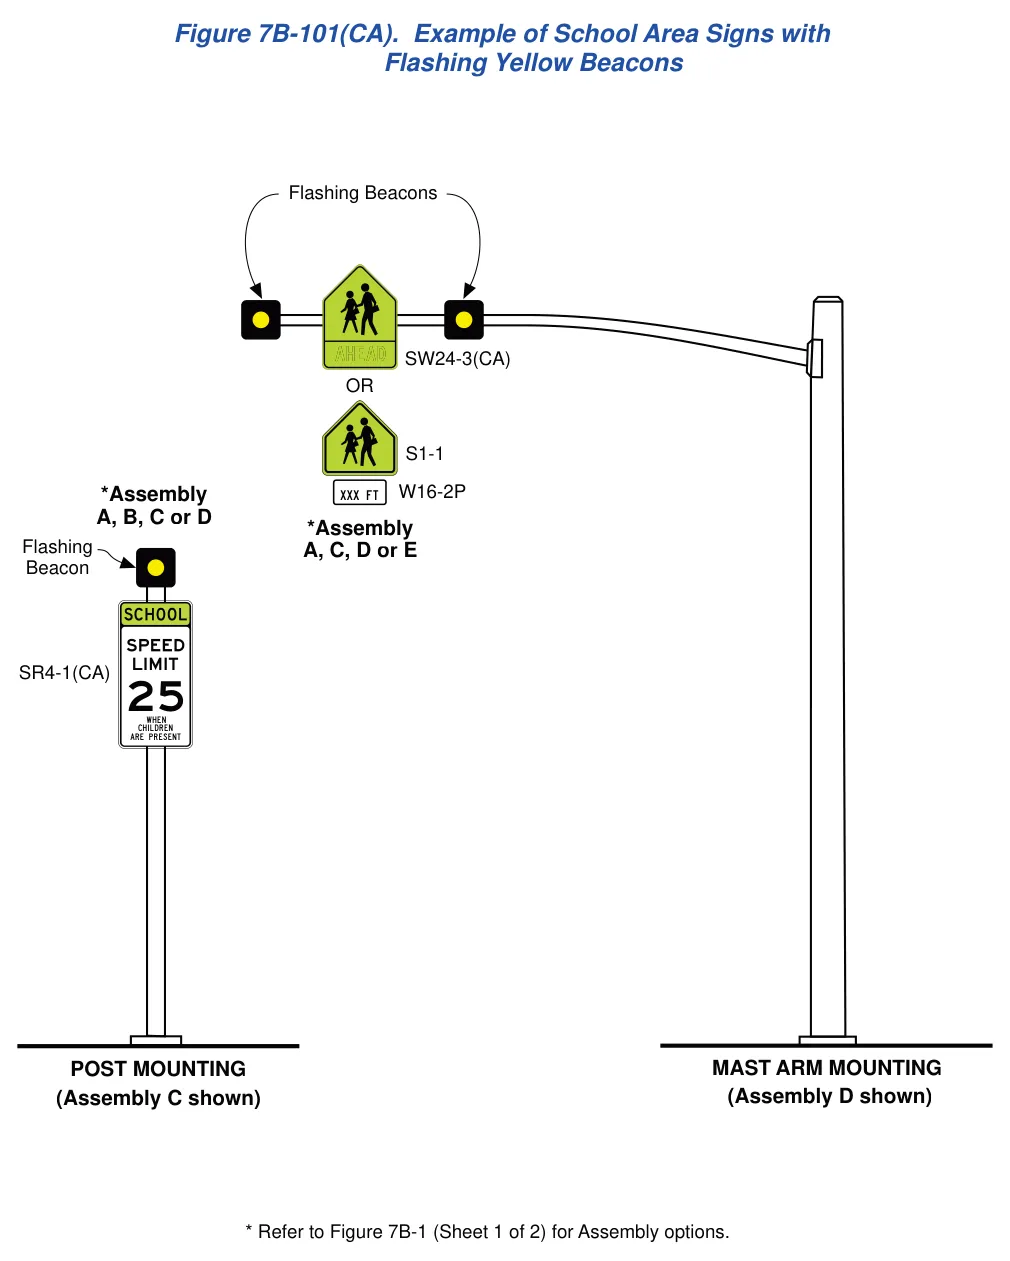 Figure 7B-101(CA).  Example of School Area Signs with
Flashing Yellow Beacons
Flashing Beacons
AHEAD
SW24-3(CA)
OR
S1-1
XXX FT
W16-2P
*Assembly
A, C, D or E
*Assembly
A, B, C or D
Flashing
Beacon
SCHOOL
SPEED
LIMIT
25
WHEN
CHILDREN
ARE PRESENT
SR4-1(CA)
POST MOUNTING
(Assembly C shown)
MAST ARM MOUNTING
(Assembly D shown)
* Refer to Figure 7B-1 (Sheet 1 of 2) for Assembly options.